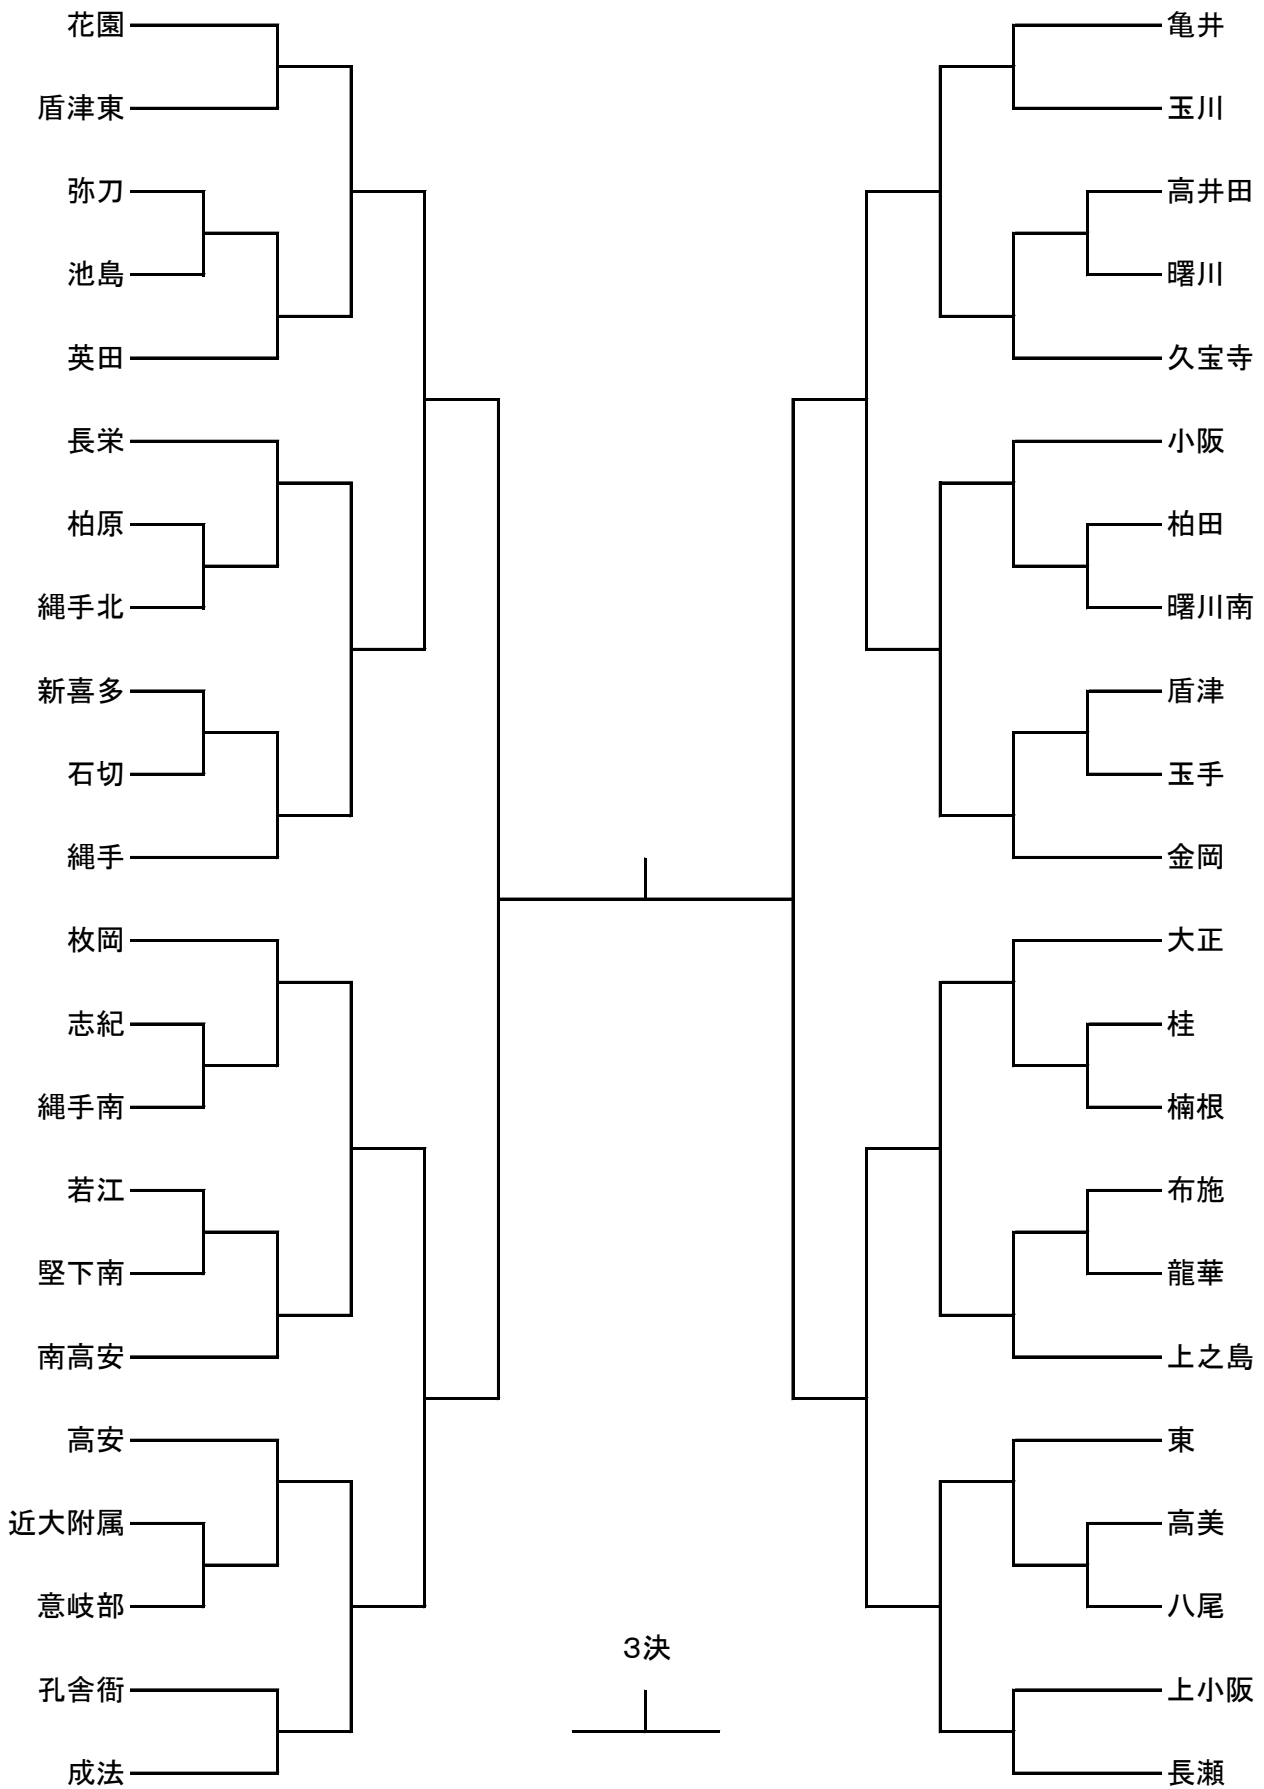 花園
盾津東
弥刀
池島
英田
長栄
柏原
縄手北
新喜多
石切
縄手
枚岡
志紀
縄手南
若江
堅下南
南高安
高安
近大附属
意岐部
孔舎衙
成法
亀井
玉川
高井田
曙川
久宝寺
小阪
柏田
曙川南
盾津
玉手
金岡
大正
桂
楠根
布施
龍華
上之島
東
高美
八尾
上小阪
長瀬
3決